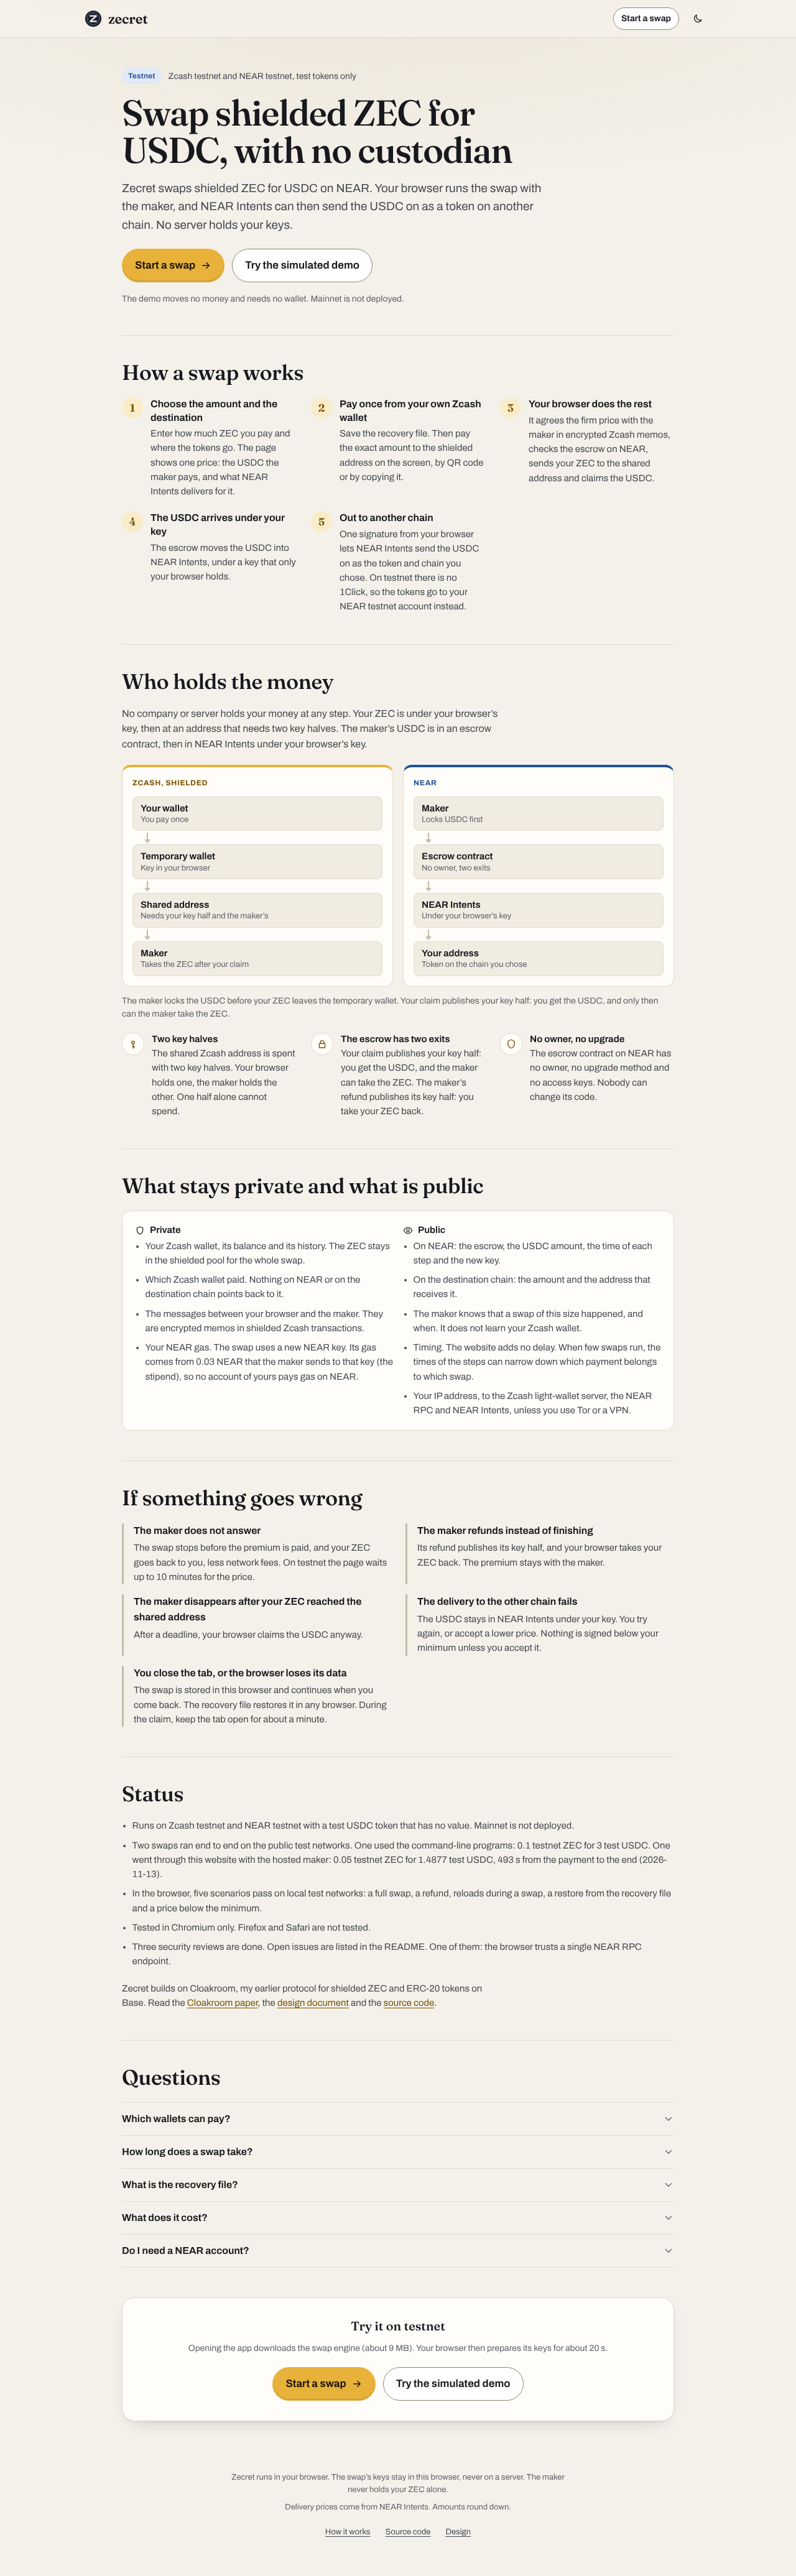 zecret
Start a swap
Testnet
Zcash testnet and NEAR testnet, test tokens only
Swap shielded ZEC for
USDC, with no custodian
Zecret swaps shielded ZEC for USDC on NEAR. Your browser runs the swap with
the maker, and NEAR Intents can then send the USDC on as a token on another
chain. No server holds your keys.
Start a swap →
Try the simulated demo
The demo moves no money and needs no wallet. Mainnet is not deployed.
How a swap works
1
Choose the amount and the
destination
Enter how much ZEC you pay and
where the tokens go. The page
shows one price: the USDC the
maker pays, and what NEAR
Intents delivers for it.
2
Pay once from your own Zcash
wallet
Save the recovery file. Then pay
the exact amount to the shielded
address on the screen, by QR code
or by copying it.
3
Your browser does the rest
It agrees the firm price with the
maker in encrypted Zcash memos,
checks the escrow on NEAR,
sends your ZEC to the shared
address and claims the USDC.
4
The USDC arrives under your
key
The escrow moves the USDC into
NEAR Intents, under a key that only
your browser holds.
5
Out to another chain
One signature from your browser
lets NEAR Intents send the USDC
on as the token and chain you
chose. On testnet there is no
1Click, so the tokens go to your
NEAR testnet account instead.
Who holds the money
No company or server holds your money at any step. Your ZEC is under your browser's
key, then at an address that needs two key halves. The maker's USDC is in an escrow
contract, then in NEAR Intents under your browser's key.
ZCASH, SHIELDED
Your wallet
You pay once
Temporary wallet
Key in your browser
Shared address
Needs your key half and the maker's
Maker
Takes the ZEC after your claim
NEAR
Maker
Locks USDC first
Escrow contract
No owner, two exits
NEAR Intents
Under your browser's key
Your address
Token on the chain you chose
The maker locks the USDC before your ZEC leaves the temporary wallet. Your claim publishes your key half: you get the USDC, and only then
can the maker take the ZEC.
Two key halves
The shared Zcash address is spent
with two key halves. Your browser
holds one, the maker holds the
other. One half alone cannot
spend.
The escrow has two exits
Your claim publishes your key half:
you get the USDC, and the maker
can take the ZEC. The maker's
refund publishes its key half: you
take your ZEC back.
No owner, no upgrade
The escrow contract on NEAR has
no owner, no upgrade method and
no access keys. Nobody can
change its code.
What stays private and what is public
Private
• Your Zcash wallet, its balance and its history. The ZEC stays
in the shielded pool for the whole swap.
• Which Zcash wallet paid. Nothing on NEAR or on the
destination chain points back to it.
• The messages between your browser and the maker. They
are encrypted memos in shielded Zcash transactions.
• Your NEAR gas. The swap uses a new NEAR key. Its gas
comes from 0.03 NEAR that the maker sends to that key (the
stipend), so no account of yours pays gas on NEAR.
Public
• On NEAR: the escrow, the USDC amount, the time of each
step and the new key.
• On the destination chain: the amount and the address that
receives it.
• The maker knows that a swap of this size happened, and
when. It does not learn your Zcash wallet.
• Timing. The website adds no delay. When few swaps run, the
times of the steps can narrow down which payment belongs
to which swap.
• Your IP address, to the Zcash light-wallet server, the NEAR
RPC and NEAR Intents, unless you use Tor or a VPN.
If something goes wrong
The maker does not answer
The swap stops before the premium is paid, and your ZEC
goes back to you, less network fees. On testnet the page waits
up to 10 minutes for the price.
The maker refunds instead of finishing
Its refund publishes its key half, and your browser takes your
ZEC back. The premium stays with the maker.
The maker disappears after your ZEC reached the
shared address
After a deadline, your browser claims the USDC anyway.
The delivery to the other chain fails
The USDC stays in NEAR Intents under your key. You try
again, or accept a lower price. Nothing is signed below your
minimum unless you accept it.
You close the tab, or the browser loses its data
The swap is stored in this browser and continues when you
come back. The recovery file restores it in any browser. During
the claim, keep the tab open for about a minute.
Status
• Runs on Zcash testnet and NEAR testnet with a test USDC token that has no value. Mainnet is not deployed.
• Two swaps ran end to end on the public test networks. One used the command-line programs: 0.1 testnet ZEC for 3 test USDC. One
went through this website with the hosted maker: 0.05 testnet ZEC for 1.4877 test USDC, 493 s from the payment to the end (2026-
11-13).
• In the browser, five scenarios pass on local test networks: a full swap, a refund, reloads during a swap, a restore from the recovery file
and a price below the minimum.
• Tested in Chromium only. Firefox and Safari are not tested.
• Three security reviews are done. Open issues are listed in the README. One of them: the browser trusts a single NEAR RPC
endpoint.
Zecret builds on Cloakroom, my earlier protocol for shielded ZEC and ERC-20 tokens on
Base. Read the Cloakroom paper, the design document and the source code.
Questions
Which wallets can pay?
How long does a swap take?
What is the recovery file?
What does it cost?
Do I need a NEAR account?
Try it on testnet
Opening the app downloads the swap engine (about 9 MB). Your browser then prepares its keys for about 20 s.
Start a swap →
Try the simulated demo
Zecret runs in your browser. The swap's keys stay in this browser, never on a server. The maker
never holds your ZEC alone.
Delivery prices come from NEAR Intents. Amounts round down.
How it works
Source code
Design